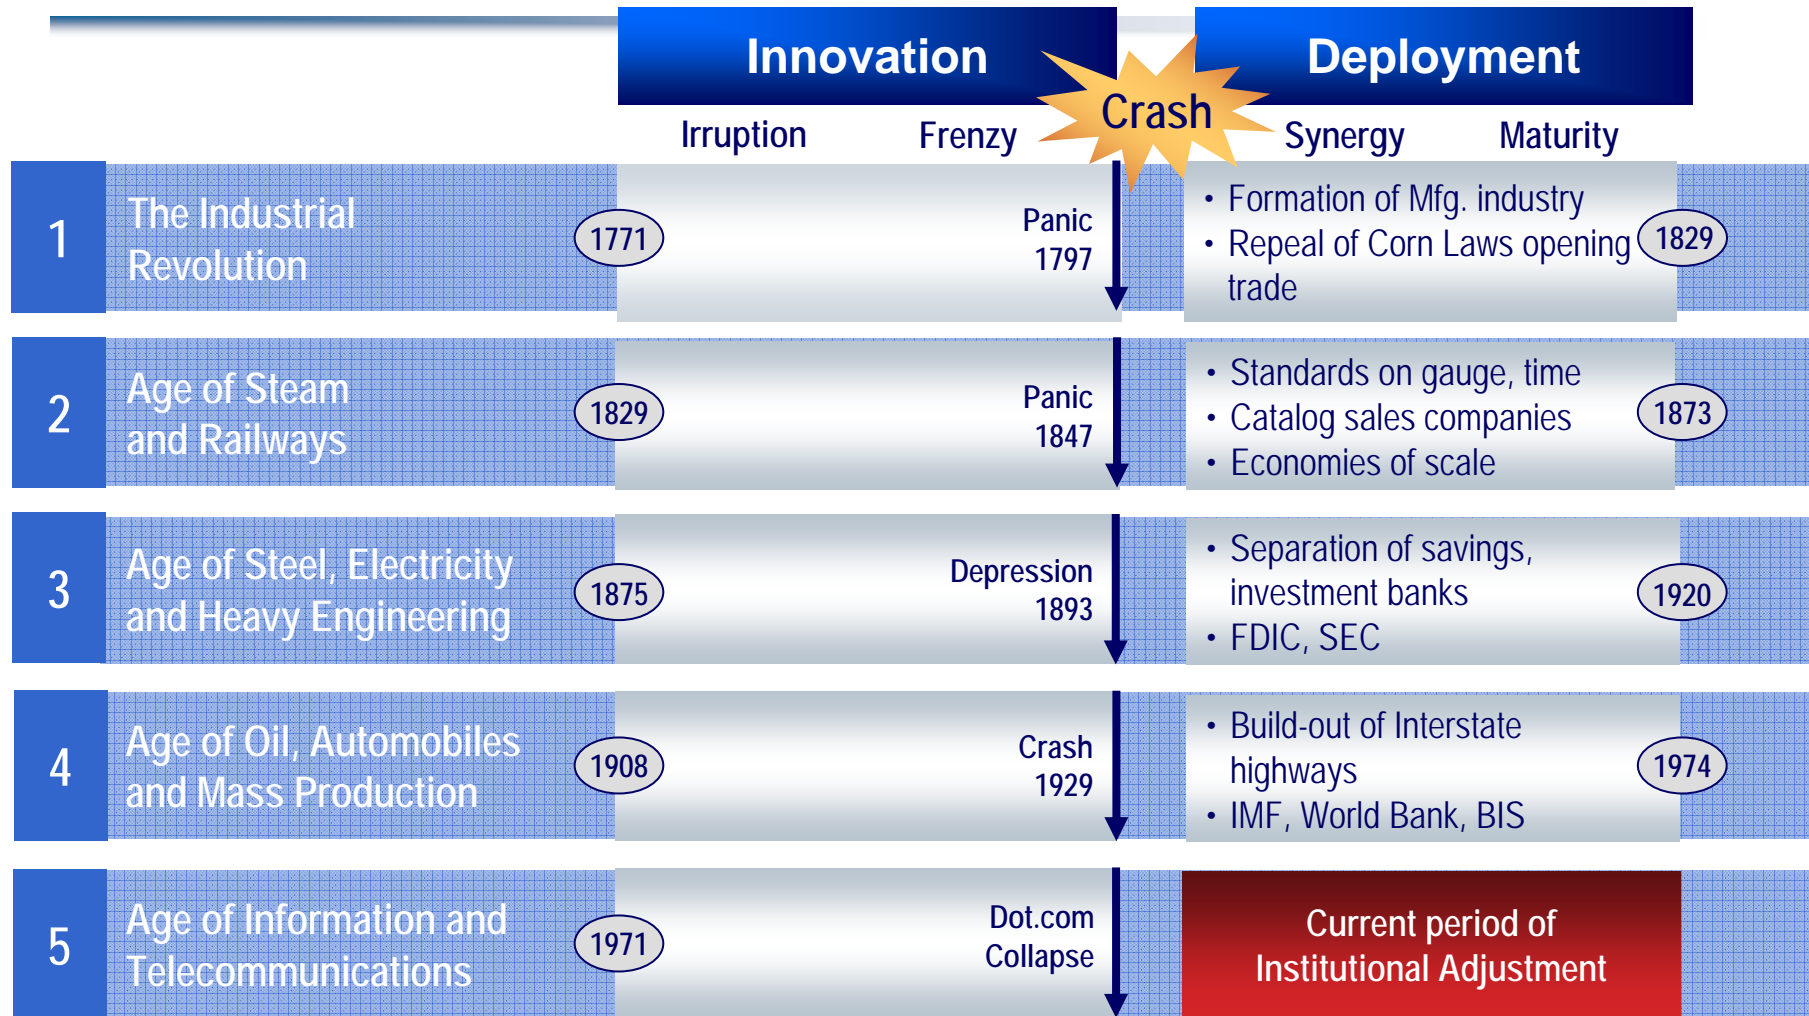 Innovation
Deployment
Crash
Irruption
Frenzy
Synergy
Maturity
1
The Industrial
Revolution
1771
Panic
1797
• Formation of Mfg. industry
• Repeal of Corn Laws opening
trade
1829
2
Age of Steam
and Railways
1829
Panic
1847
• Standards on gauge, time
• Catalog sales companies
• Economies of scale
1873
3
Age of Steel, Electricity
and Heavy Engineering
1875
Depression
1893
• Separation of savings,
investment banks
• FDIC, SEC
1920
4
Age of Oil, Automobiles
and Mass Production
1908
Crash
1929
• Build-out of Interstate
highways
• IMF, World Bank, BIS
1974
5
Age of Information and
Telecommunications
1971
Dot.com
Collapse
Current period of
Institutional Adjustment